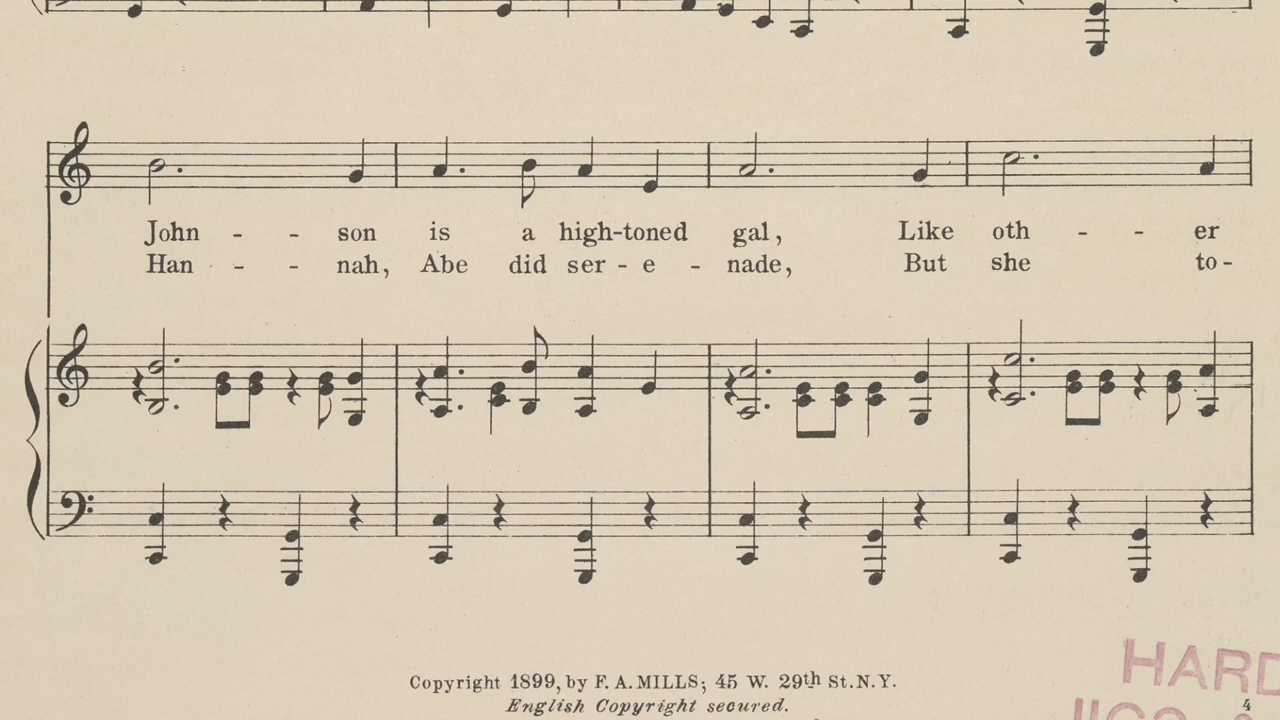 John - - son is a high-toned gal, Like oth - - er
Han - - nah, Abe did ser - e - nade, But she to -
Copyright 1899, by F. A. MILLS; 45 W. 29th St. N.Y.
English Copyright secured.
HARD
4